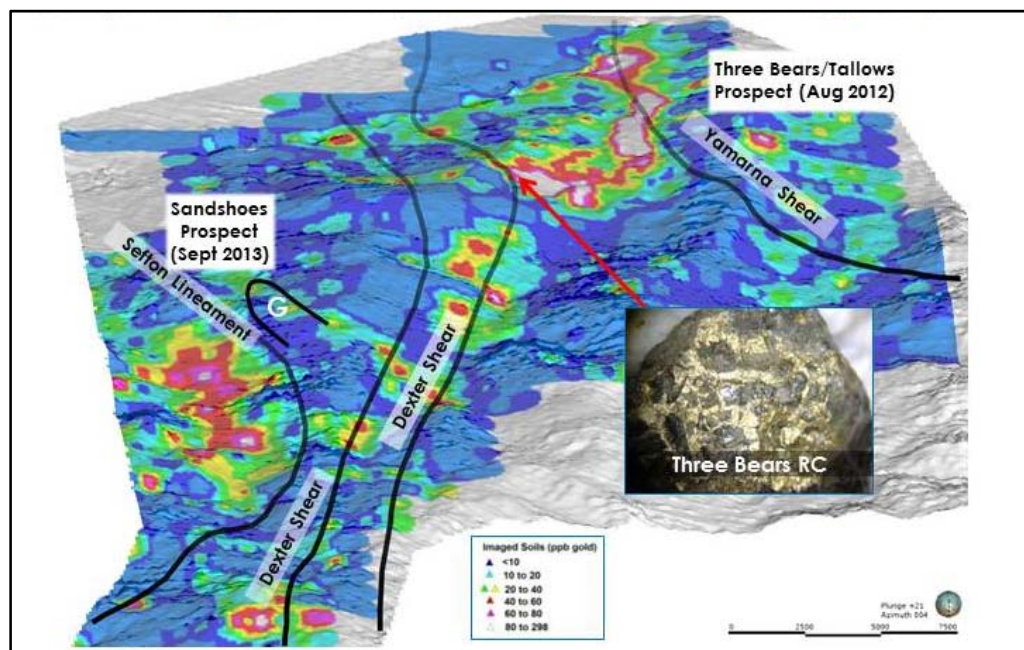 Three Bears/Tallows
Prospect (Aug 2012)
Yamarna Shear
Sandshoes
Prospect
(Sept 2013)
Sefton Lineament
G
Dexter Shear
Dexter Shear
Three Bears RC
Imaged Soils (ppb gold)
<10
10 to 20
20 to 40
40 to 60
60 to 80
80 to 298
Plunge +21
Azimuth 004
0 2500 5000 7500